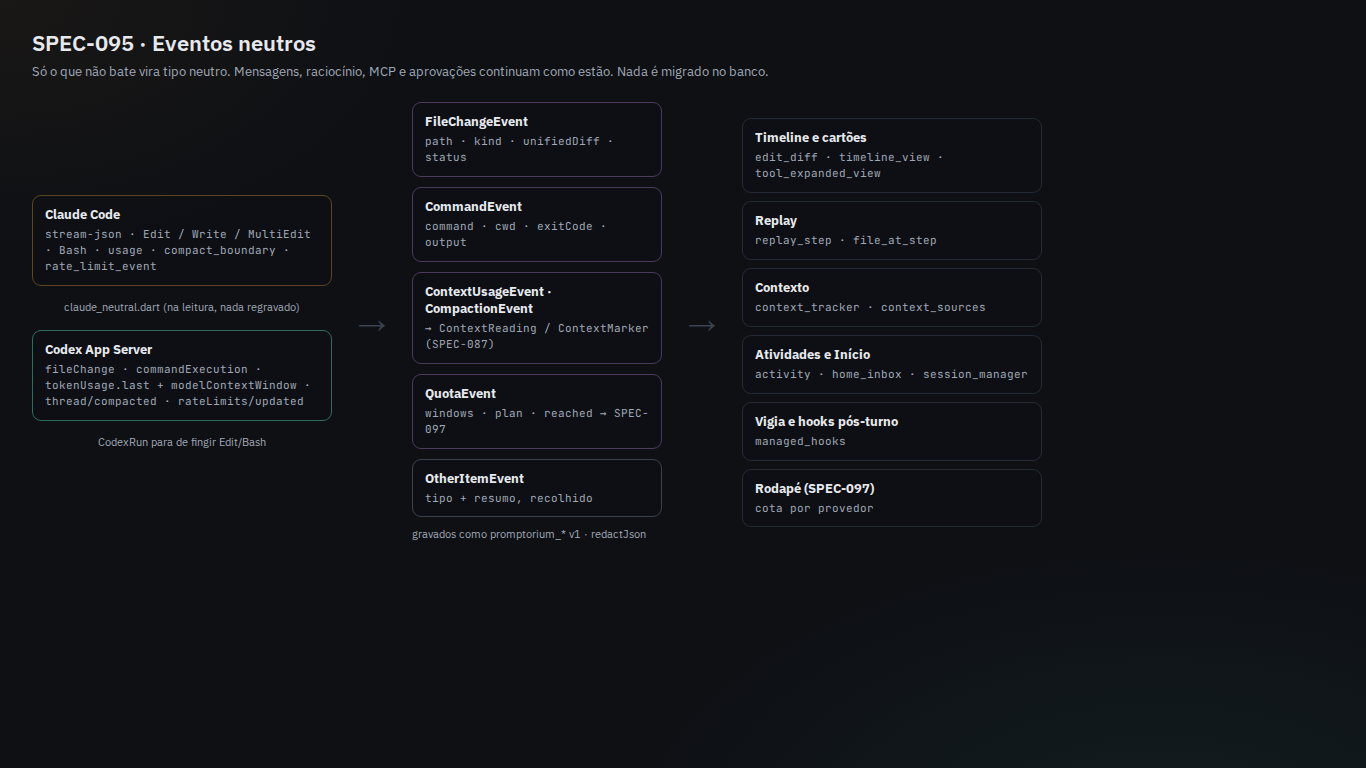 SPEC-095 · Eventos neutros
Só o que não bate vira tipo neutro. Mensagens, raciocínio, MCP e aprovações continuam como estão. Nada é migrado no banco.
Claude Code
stream-json · Edit / Write / MultiEdit
· Bash · usage · compact_boundary ·
rate_limit_event
claude_neutral.dart (na leitura, nada regravado)
Codex App Server
fileChange · commandExecution ·
tokenUsage.last + modelContextWindow ·
thread/compacted · rateLimits/updated
CodexRun para de fingir Edit/Bash
→
FileChangeEvent
path · kind · unifiedDiff ·
status
CommandEvent
command · cwd · exitCode ·
output
ContextUsageEvent ·
CompactionEvent
→ ContextReading / ContextMarker
(SPEC-087)
QuotaEvent
windows · plan · reached → SPEC-
097
OtherItemEvent
tipo + resumo, recolhido
gravados como promptorium_* v1 · redactJson
→
Timeline e cartões
edit_diff · timeline_view ·
tool_expanded_view
Replay
replay_step · file_at_step
Contexto
context_tracker · context_sources
Atividades e Início
activity · home_inbox · session_manager
Vigia e hooks pós-turno
managed_hooks
Rodapé (SPEC-097)
cota por provedor